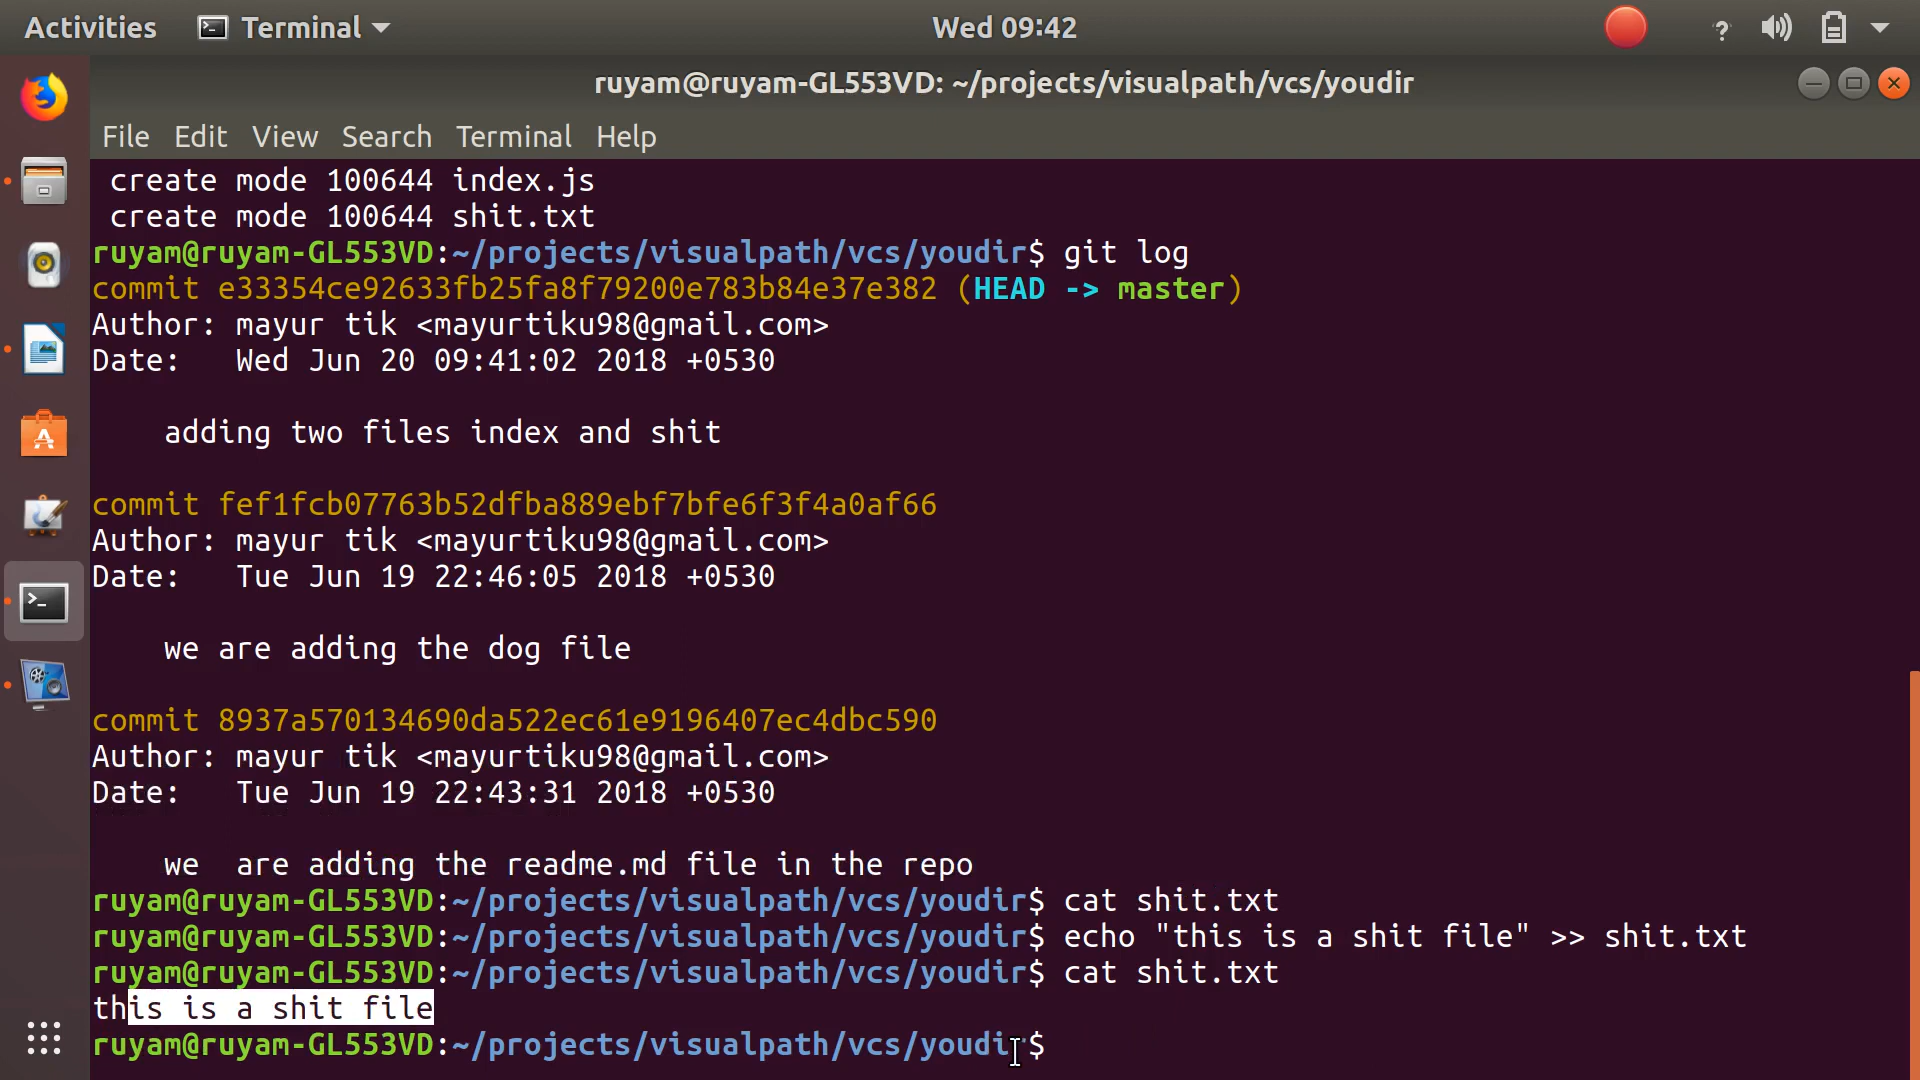 Activities Terminal Wed 09:42 ?
ruyam@ruyam-GL553VD: ~/projects/visualpath/vcs/youdir
File Edit View Search Terminal Help
create mode 100644 index.js
create mode 100644 shit.txt
ruyam@ruyam-GL553VD:~/projects/visualpath/vcs/youdir$ git log
commit e33354ce92633fb25fa8f79200e783b84e37e382 (HEAD -> master)
Author: mayur tik <mayurtiku98@gmail.com>
Date:   Wed Jun 20 09:41:02 2018 +0530
adding two files index and shit
commit fef1fcb07763b52dfba889ebf7bfe6f3f4a0af66
Author: mayur tik <mayurtiku98@gmail.com>
Date:   Tue Jun 19 22:46:05 2018 +0530
we are adding the dog file
commit 8937a570134690da522ec61e9196407ec4dbc590
Author: mayur tik <mayurtiku98@gmail.com>
Date:   Tue Jun 19 22:43:31 2018 +0530
we  are adding the readme.md file in the repo
ruyam@ruyam-GL553VD:~/projects/visualpath/vcs/youdir$ cat shit.txt
ruyam@ruyam-GL553VD:~/projects/visualpath/vcs/youdir$ echo "this is a shit file" >> shit.txt
ruyam@ruyam-GL553VD:~/projects/visualpath/vcs/youdir$ cat shit.txt
this is a shit file
ruyam@ruyam-GL553VD:~/projects/visualpath/vcs/youdir$